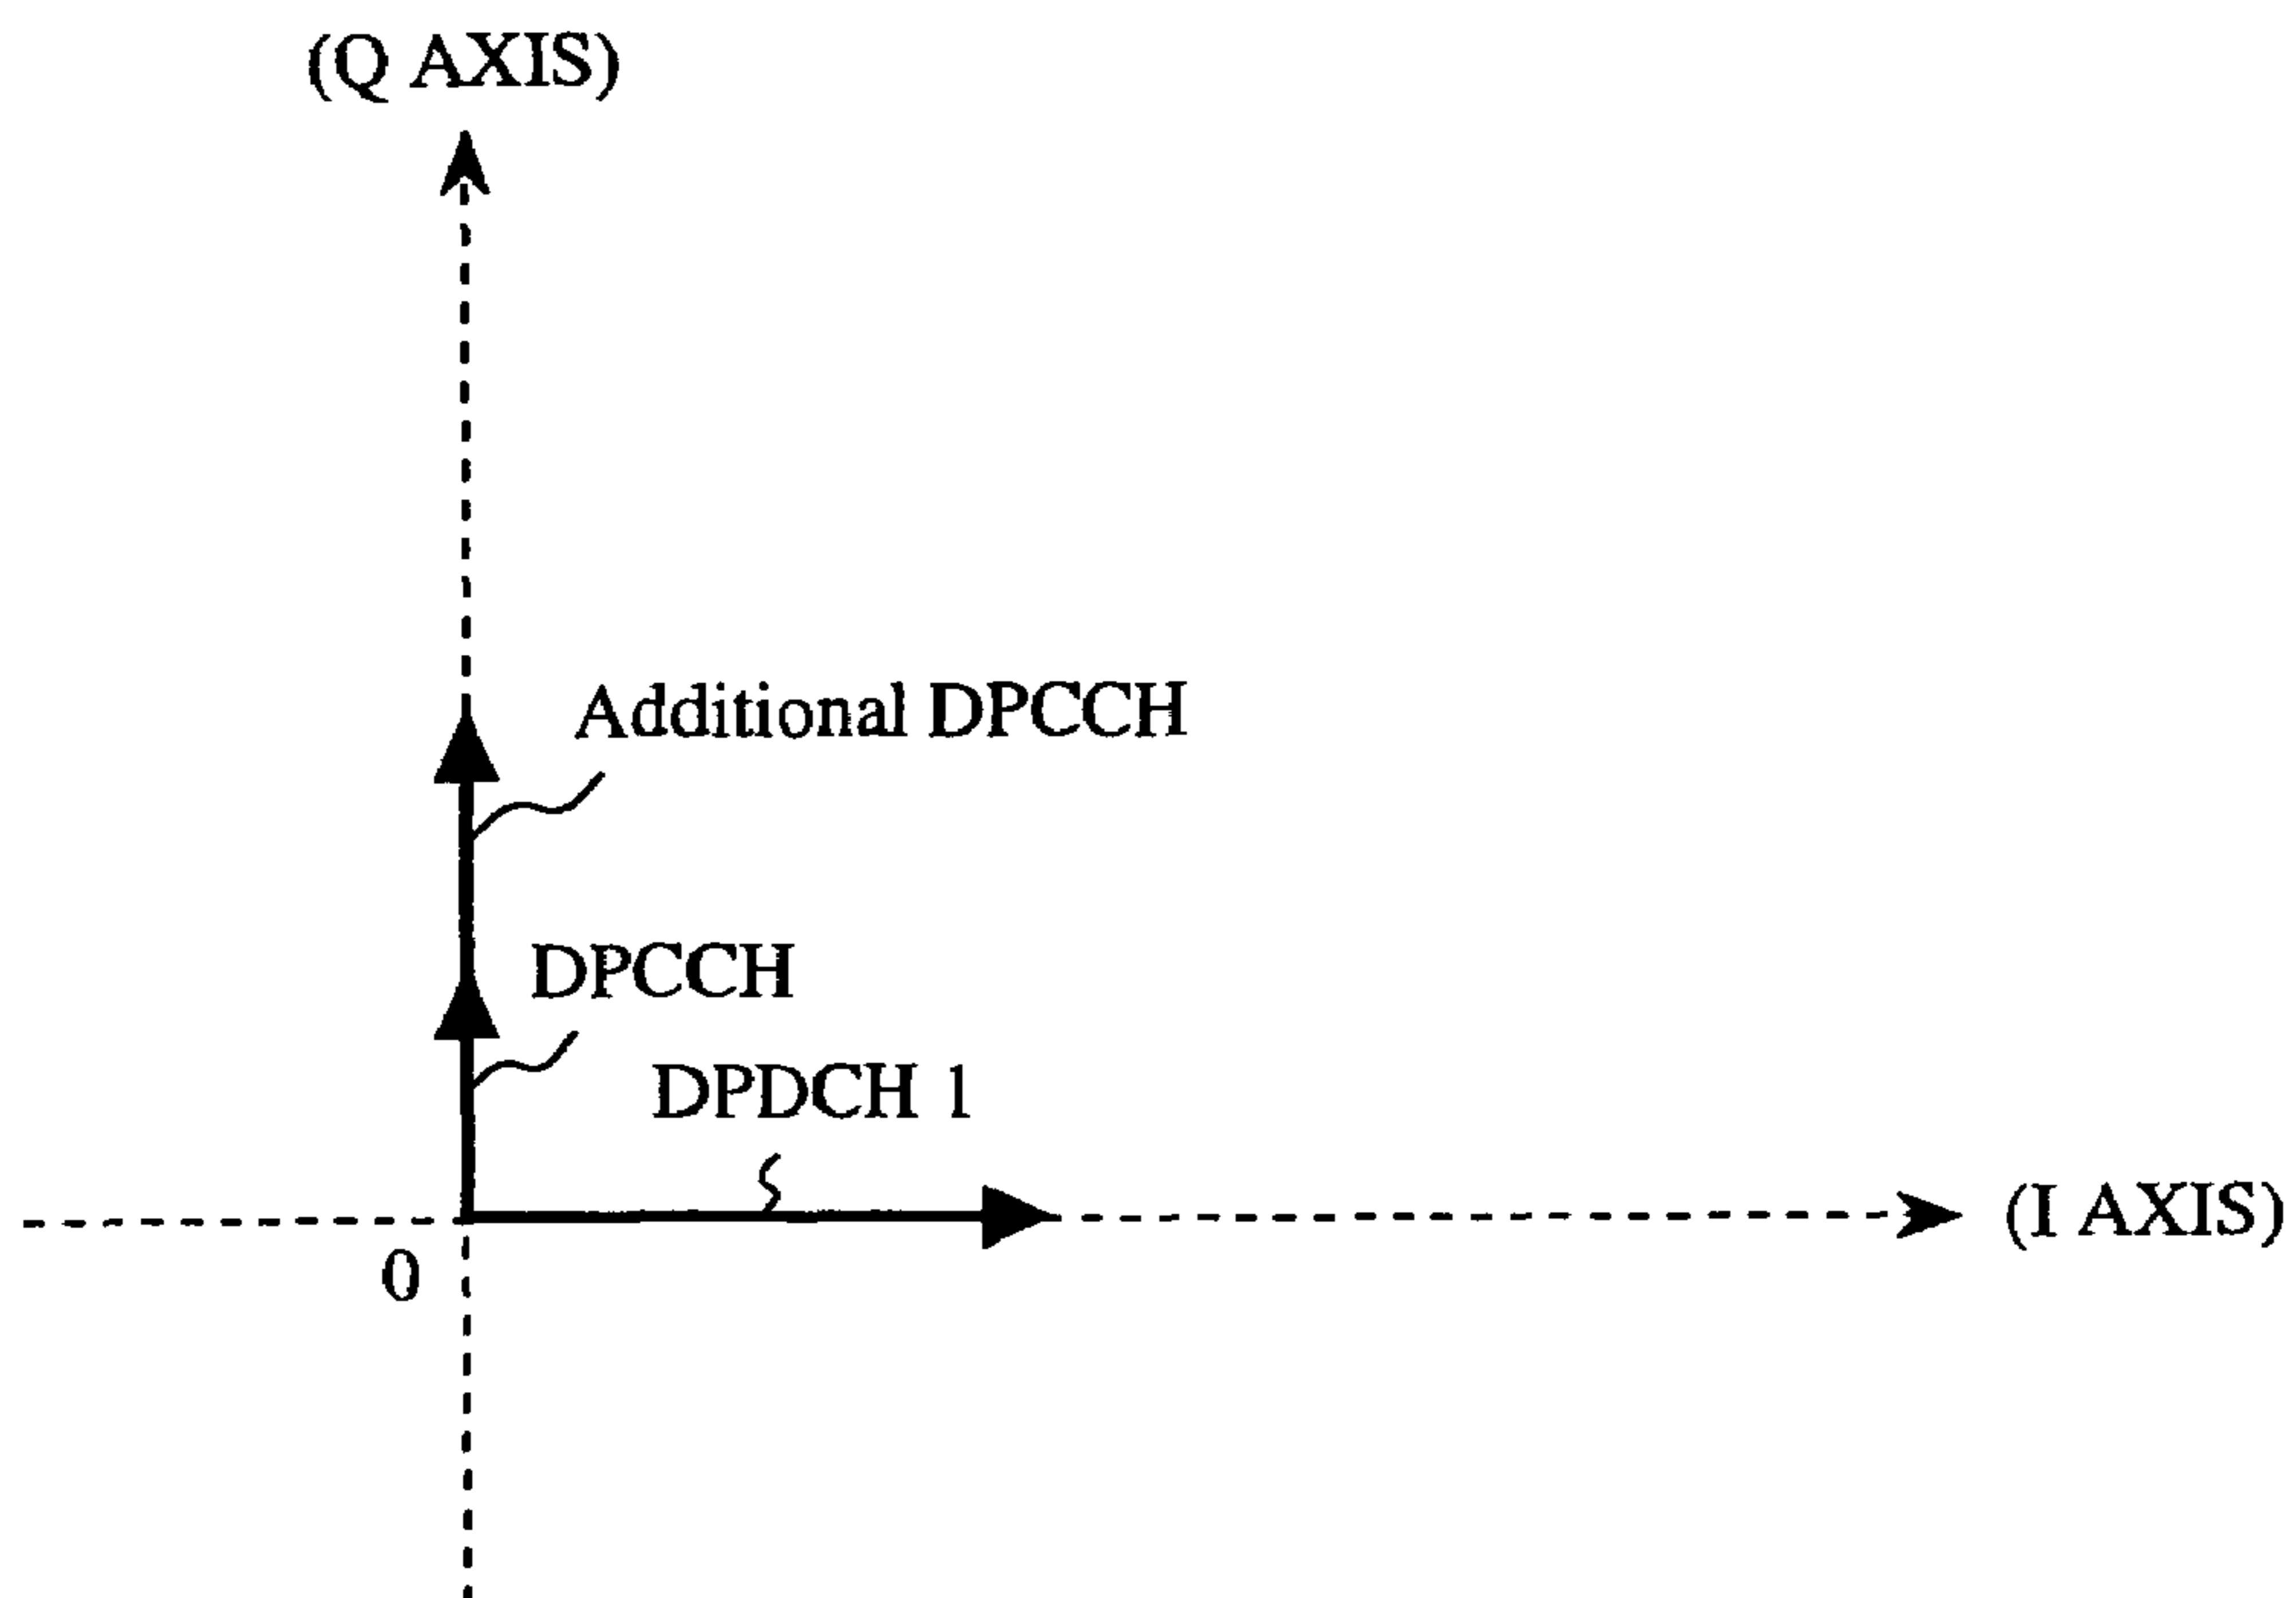 (Q AXIS)
Additional DPCCH
DPCCH
DPDCH 1
(I AXIS)
0